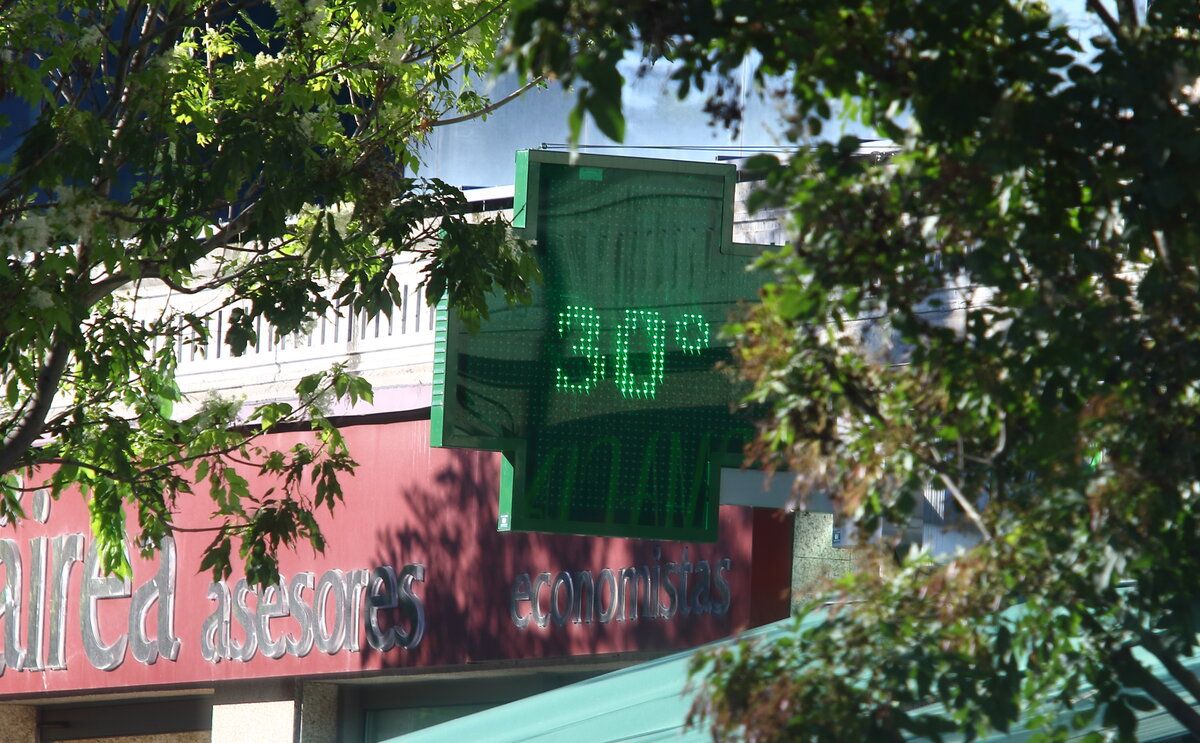 30°
aired asesores economistas